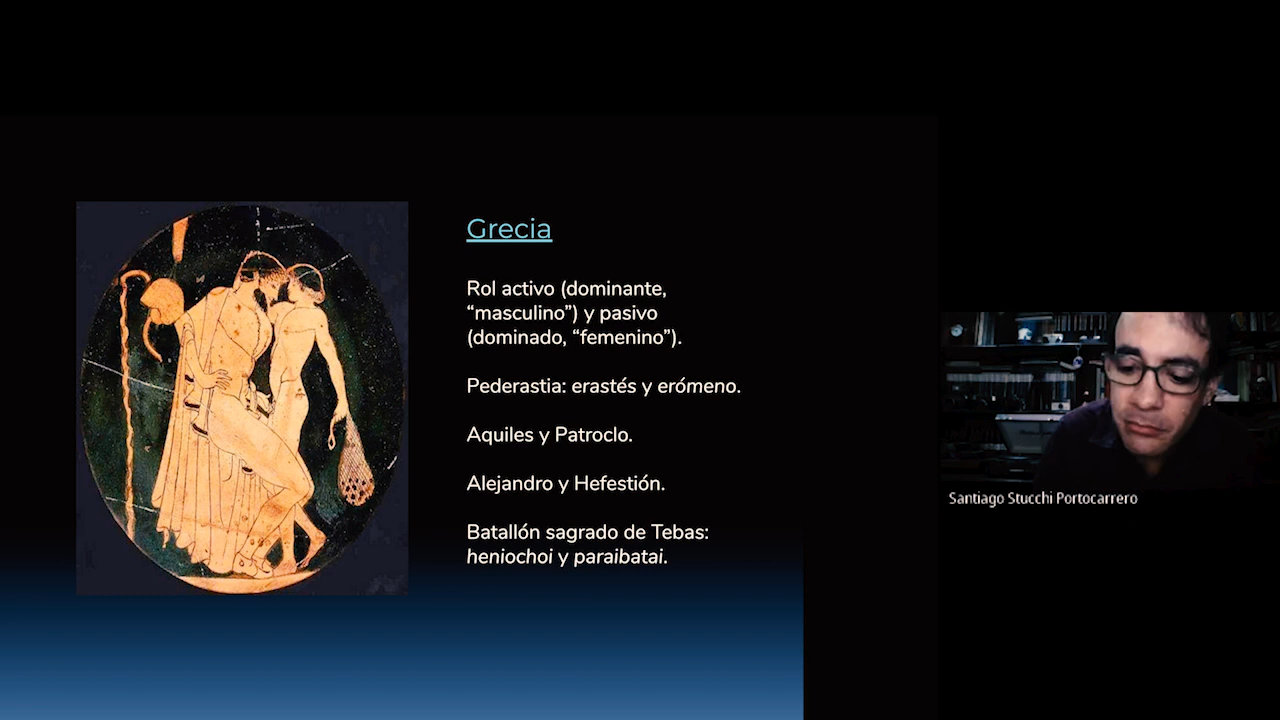 Grecia
Rol activo (dominante,
“masculino”) y pasivo
(dominado, “femenino”).
Pederastia: erastés y erómeno.
Aquiles y Patroclo.
Alejandro y Hefestión.
Batallón sagrado de Tebas:
heniochoi y paraibatai.
Santiago Stucchi Portocarrero